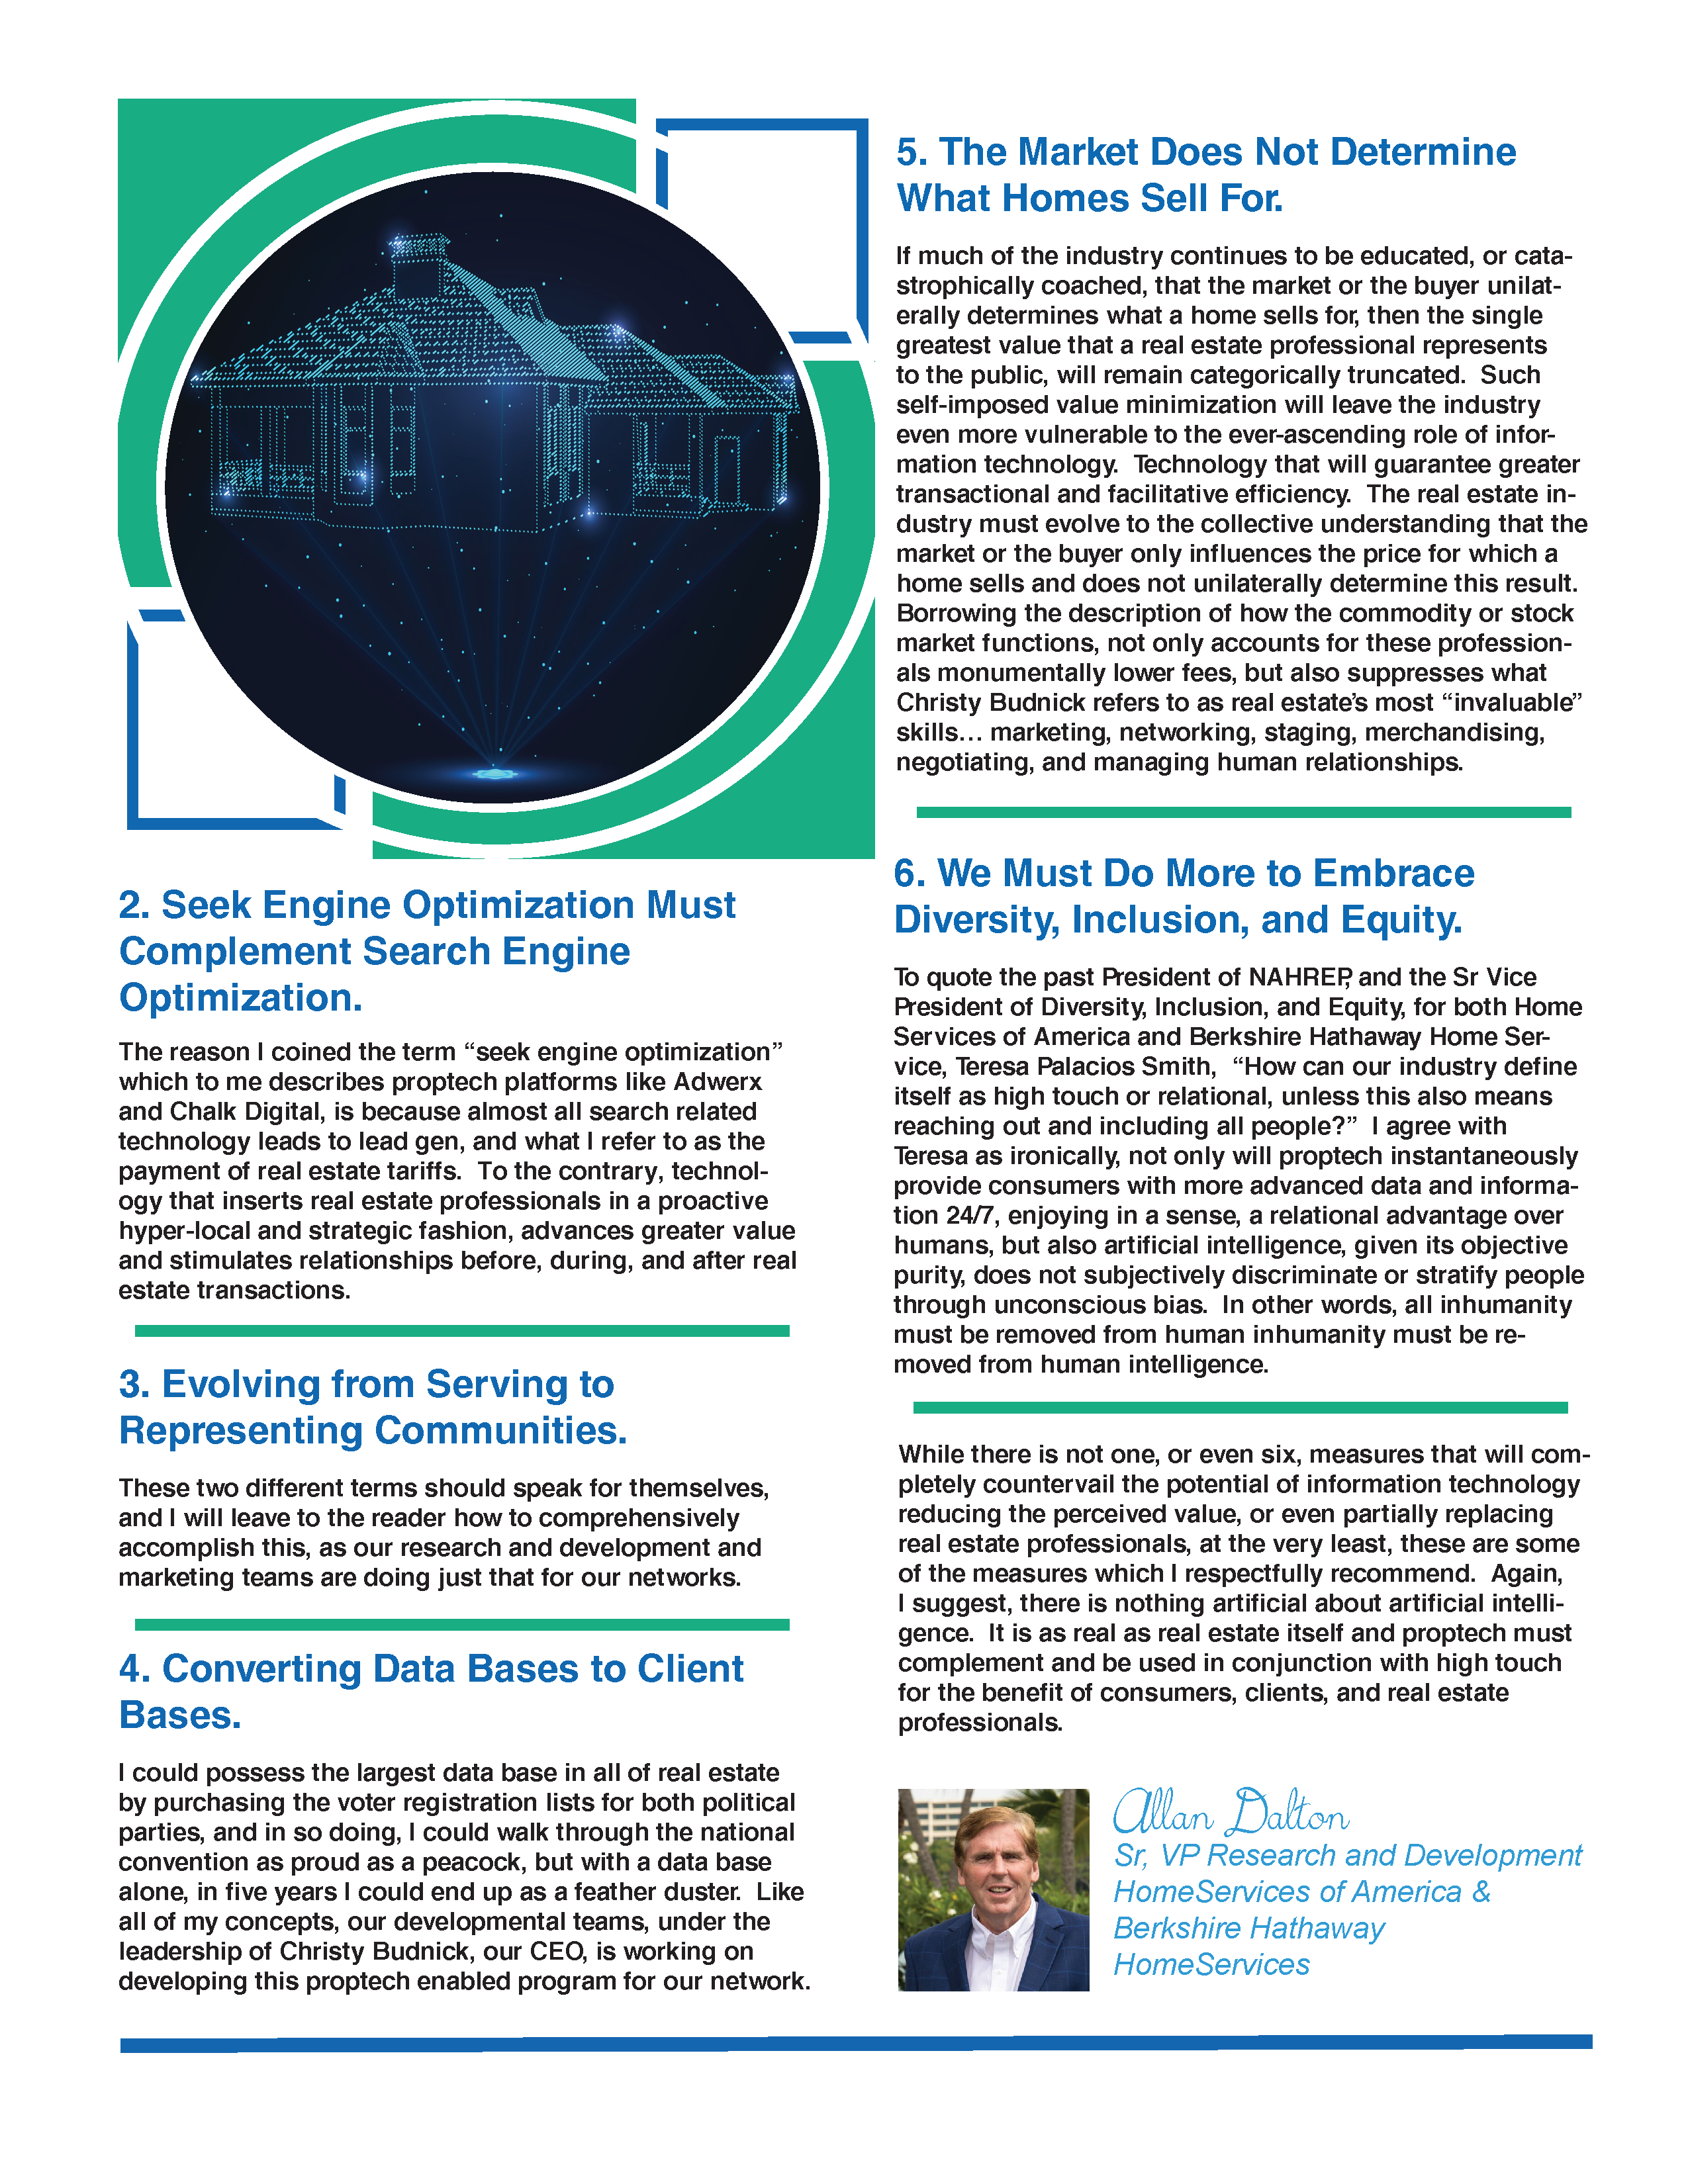 2. Seek Engine Optimization Must
Complement Search Engine
Optimization.
The reason I coined the term “seek engine optimization”
which to me describes proptech platforms like Adwerx
and Chalk Digital, is because almost all search related
technology leads to lead gen, and what I refer to as the
payment of real estate tariffs.  To the contrary, technol-
ogy that inserts real estate professionals in a proactive
hyper-local and strategic fashion, advances greater value
and stimulates relationships before, during, and after real
estate transactions.
3. Evolving from Serving to
Representing Communities.
These two different terms should speak for themselves,
and I will leave to the reader how to comprehensively
accomplish this, as our research and development and
marketing teams are doing just that for our networks.
4. Converting Data Bases to Client
Bases.
I could possess the largest data base in all of real estate
by purchasing the voter registration lists for both political
parties, and in so doing, I could walk through the national
convention as proud as a peacock, but with a data base
alone, in five years I could end up as a feather duster.  Like
all of my concepts, our developmental teams, under the
leadership of Christy Budnick, our CEO, is working on
developing this proptech enabled program for our network.
5. The Market Does Not Determine
What Homes Sell For.
If much of the industry continues to be educated, or cata-
strophically coached, that the market or the buyer unilat-
erally determines what a home sells for, then the single
greatest value that a real estate professional represents
to the public, will remain categorically truncated.  Such
self-imposed value minimization will leave the industry
even more vulnerable to the ever-ascending role of infor-
mation technology.  Technology that will guarantee greater
transactional and facilitative efficiency.  The real estate in-
dustry must evolve to the collective understanding that the
market or the buyer only influences the price for which a
home sells and does not unilaterally determine this result.
Borrowing the description of how the commodity or stock
market functions, not only accounts for these profession-
als monumentally lower fees, but also suppresses what
Christy Budnick refers to as real estate’s most “invaluable”
skills… marketing, networking, staging, merchandising,
negotiating, and managing human relationships.
6. We Must Do More to Embrace
Diversity, Inclusion, and Equity.
To quote the past President of NAHREP, and the Sr Vice
President of Diversity, Inclusion, and Equity, for both Home
Services of America and Berkshire Hathaway Home Ser-
vice, Teresa Palacios Smith,  “How can our industry define
itself as high touch or relational, unless this also means
reaching out and including all people?”  I agree with
Teresa as ironically, not only will proptech instantaneously
provide consumers with more advanced data and informa-
tion 24/7, enjoying in a sense, a relational advantage over
humans, but also artificial intelligence, given its objective
purity, does not subjectively discriminate or stratify people
through unconscious bias.  In other words, all inhumanity
must be removed from human inhumanity must be re-
moved from human intelligence.
While there is not one, or even six, measures that will com-
pletely countervail the potential of information technology
reducing the perceived value, or even partially replacing
real estate professionals, at the very least, these are some
of the measures which I respectfully recommend.  Again,
I suggest, there is nothing artificial about artificial intelli-
gence.  It is as real as real estate itself and proptech must
complement and be used in conjunction with high touch
for the benefit of consumers, clients, and real estate
professionals.
Allan Dalton
Sr, VP Research and Development
HomeServices of America &
Berkshire Hathaway
HomeServices